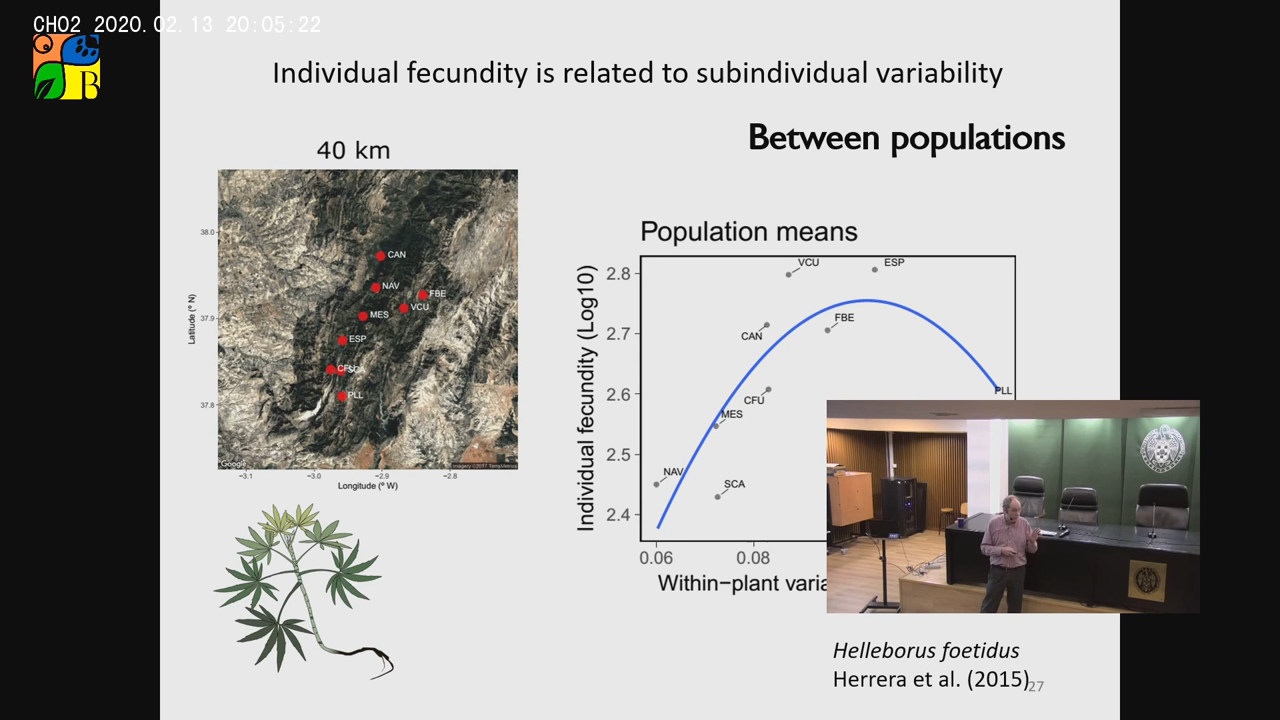 CH02 2020.02.13 20:05:22
B
Individual fecundity is related to subindividual variability
Between populations
40 km
38.0
37.9
37.8
Latitude (º N)
CAN
NAV
FBE
VCU
MES
ESP
PLL
Google
−3.1
−3.0
−2.9
−2.8
Longitude (º W)
Population means
Individual fecundity (Log10)
2.8
2.7
2.6
2.5
2.4
VCU
ESP
CAN
FBE
CFU
PLL
MES
NAV
SCA
0.06
0.08
Within−plant varia
Helleborus foetidus
Herrera et al. (2015)
27